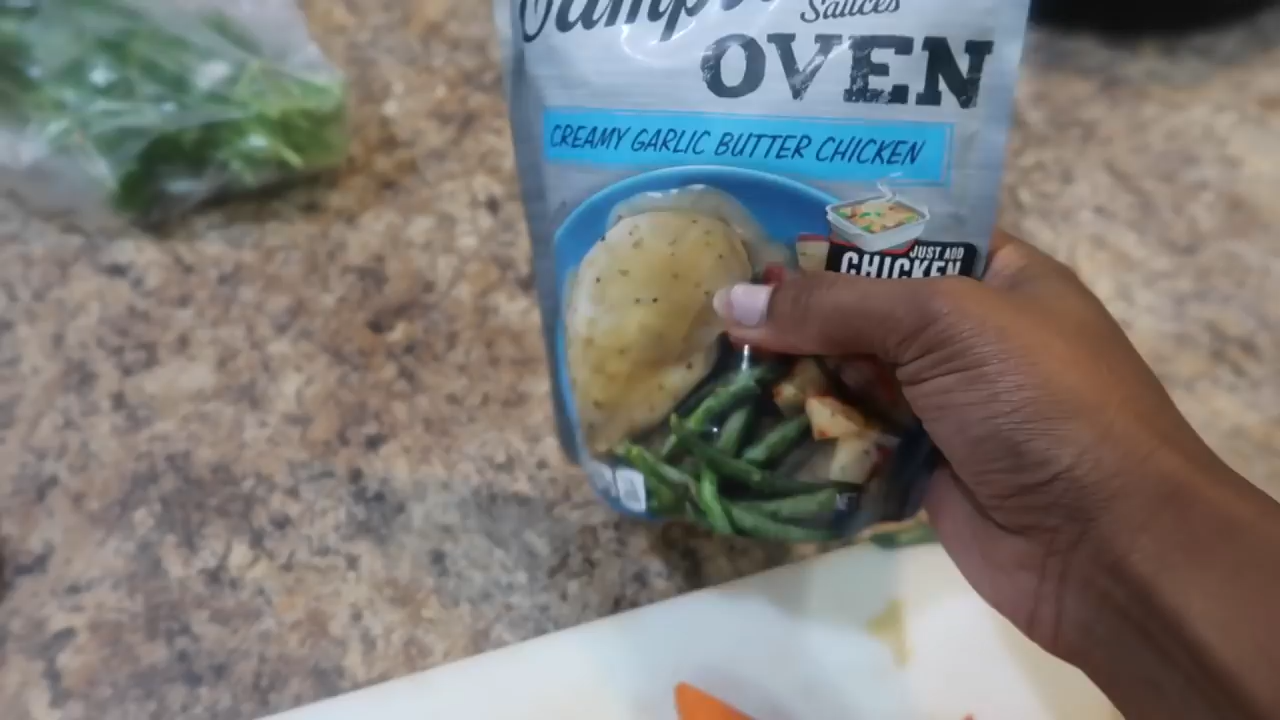 Sauces
OVEN
CREAMY GARLIC BUTTER CHICKEN
JUST ADD
CHICKEN